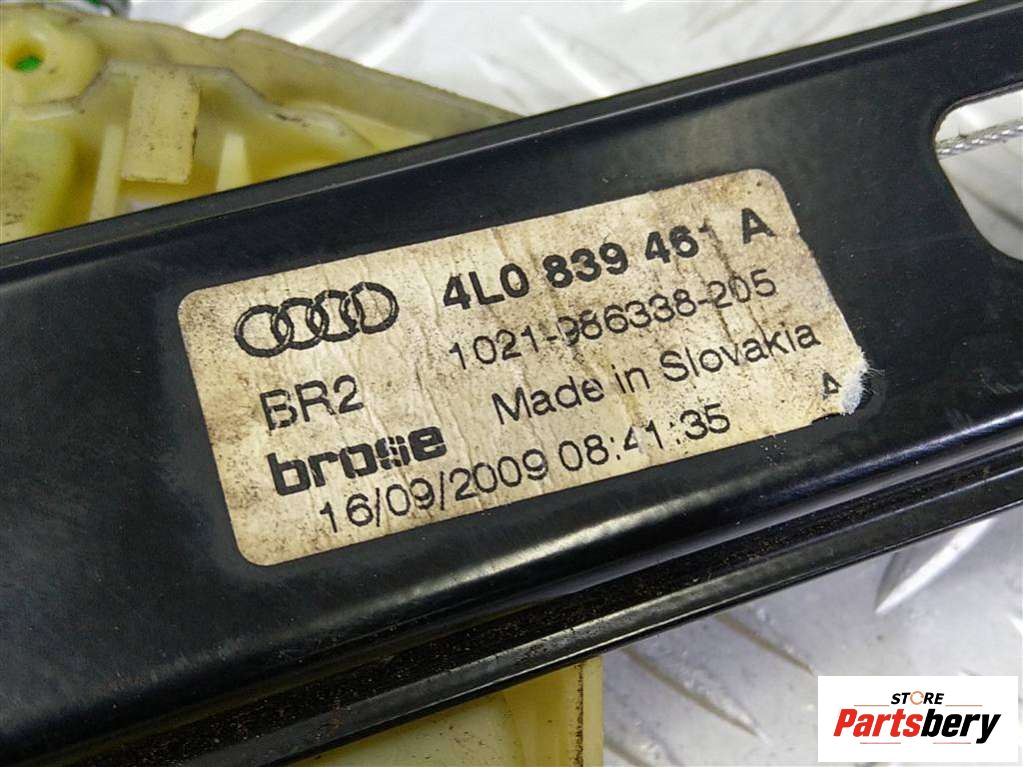 4L0 839 461 A
1021-986338-205
BR2
Made in Slovakia
A
brose
16/09/2009 08:41:35
STORE
Partsbery